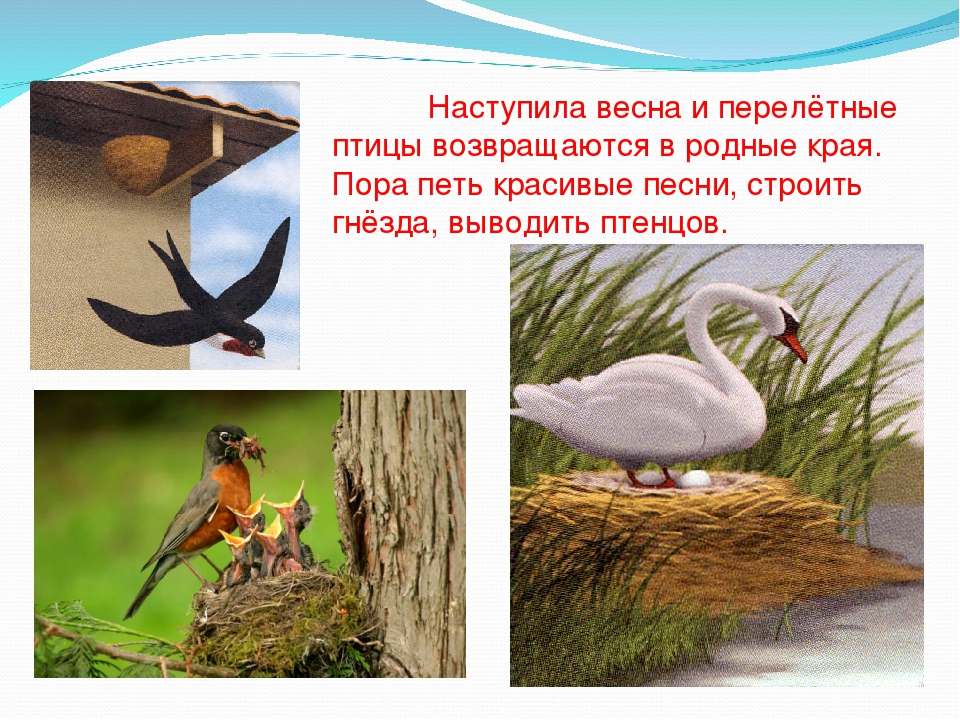 Наступила весна и перелётные
птицы возвращаются в родные края.
Пора петь красивые песни, строить
гнёзда, выводить птенцов.